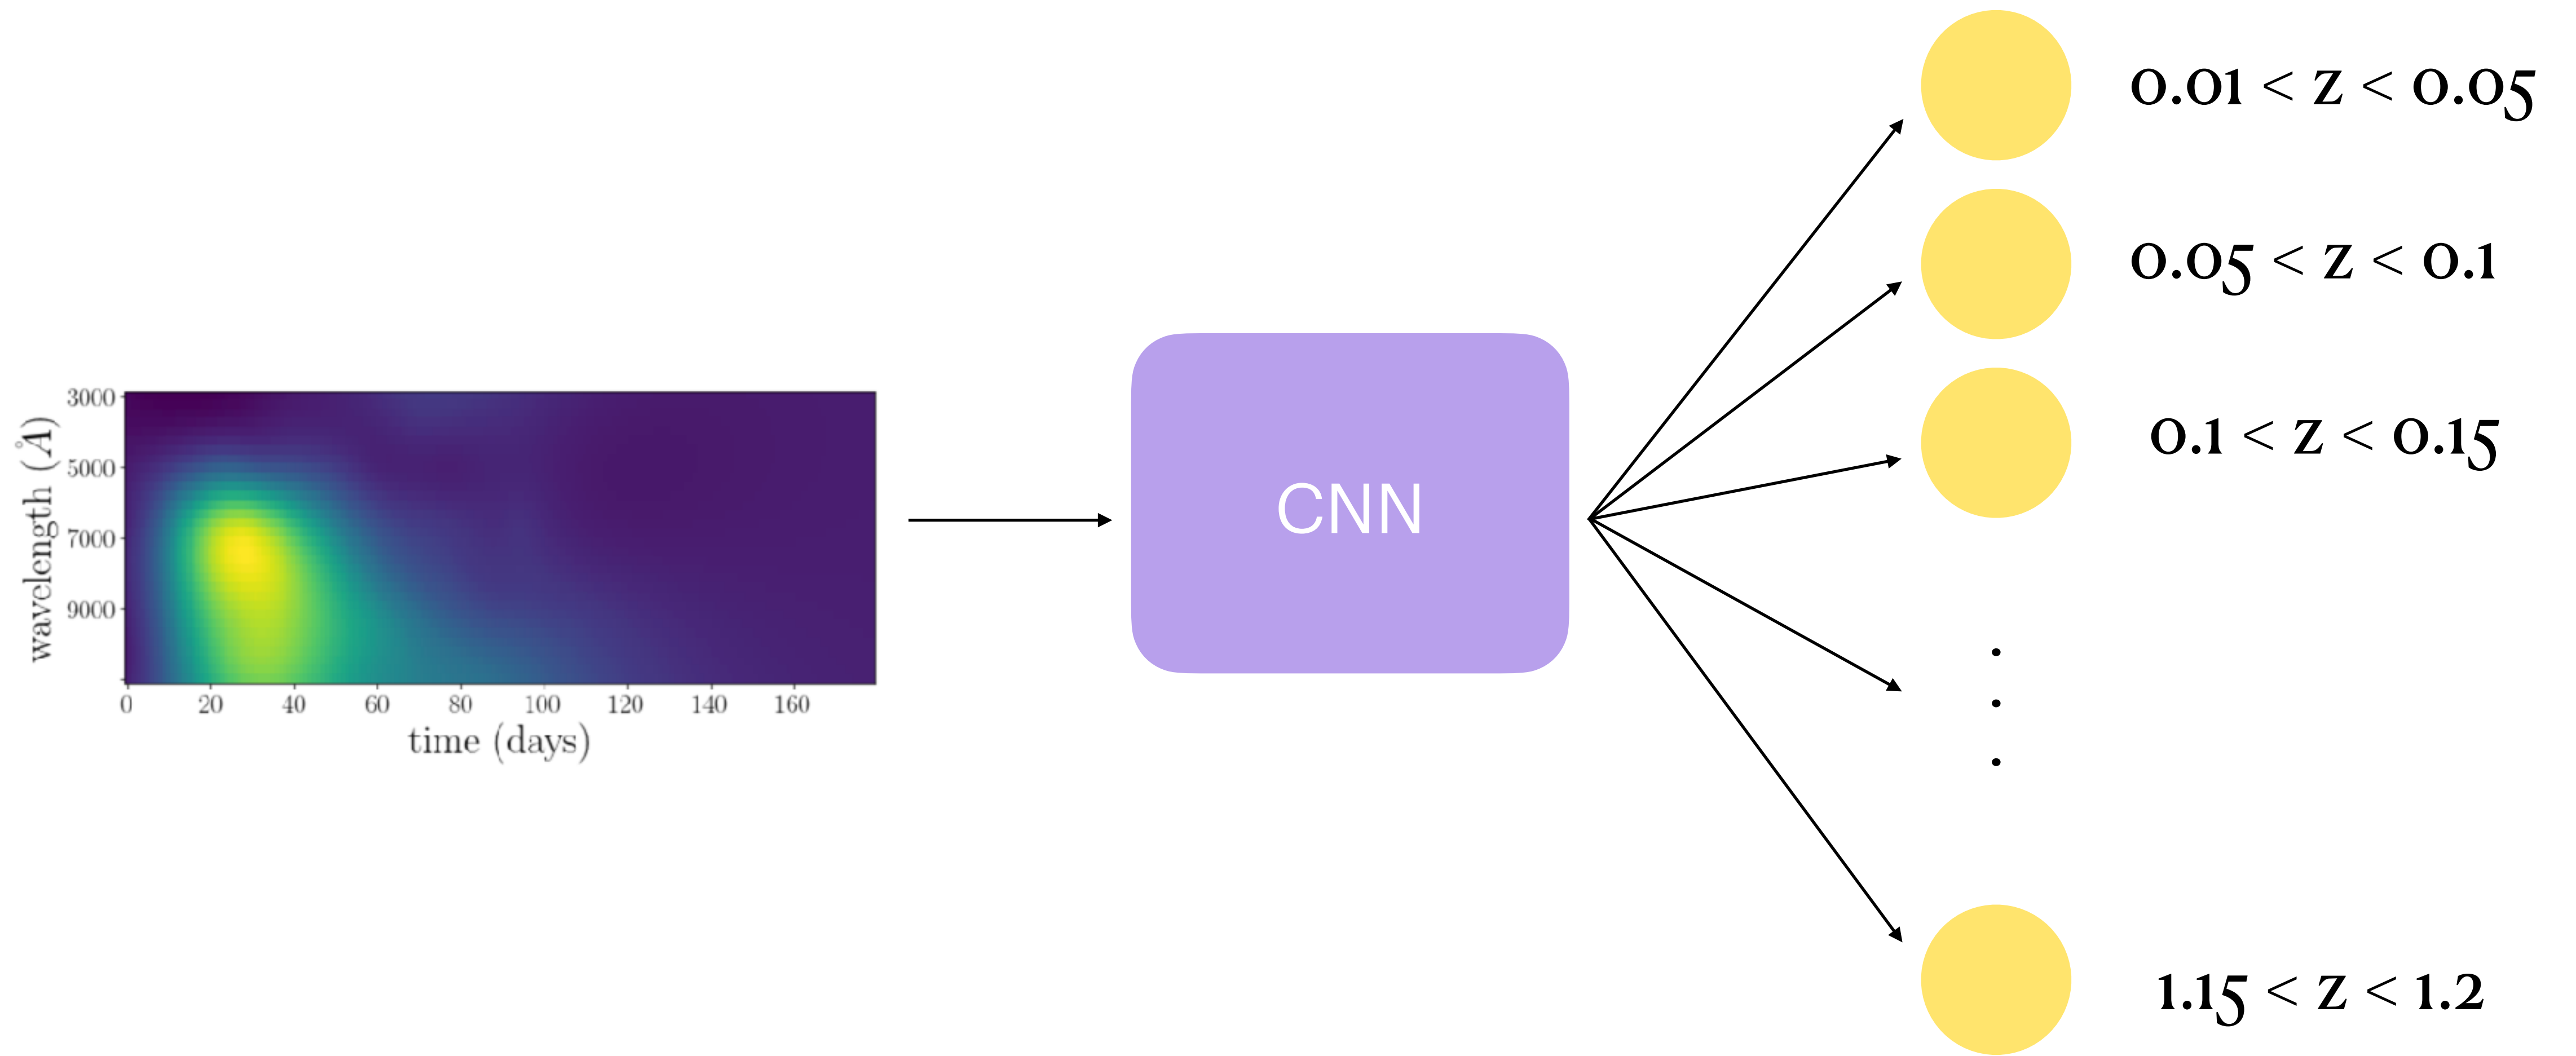 wavelength (Å)
3000
5000
7000
9000
0 20 40 60 80 100 120 140 160
time (days)
CNN
0.01 < z < 0.05
0.05 < z < 0.1
0.1 < z < 0.15
.
.
.
1.15 < z < 1.2